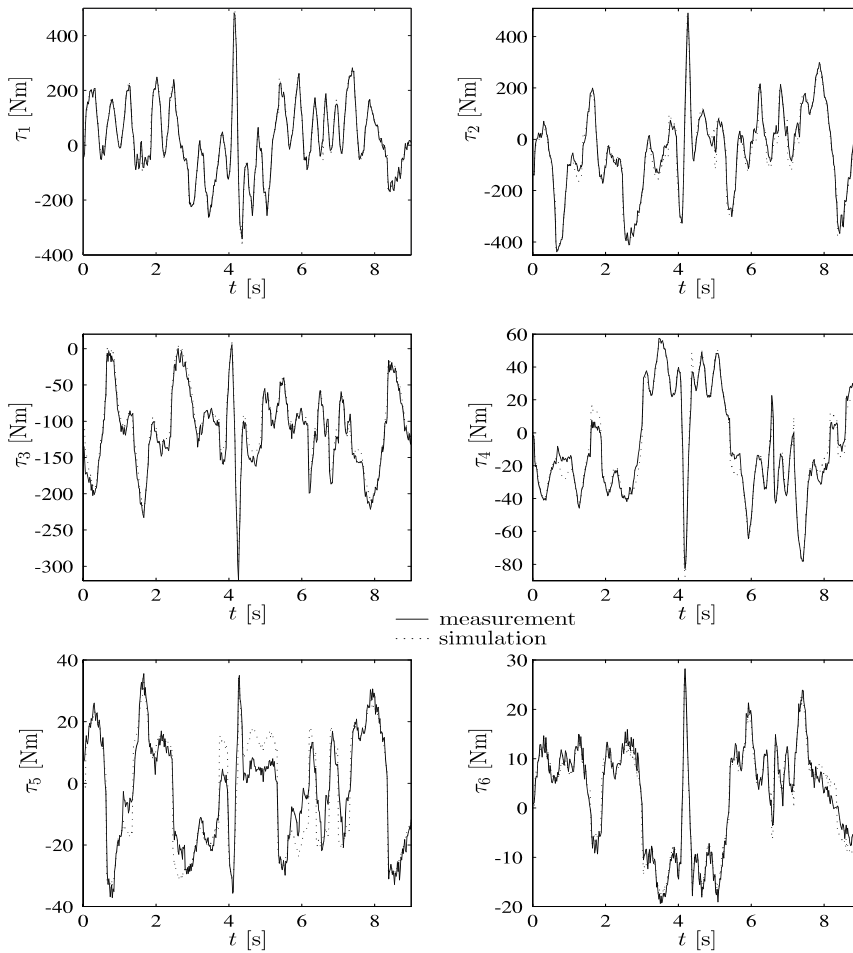 τ1 [Nm]
400
200
0
-200
-400
0 2 4 6 8
t [s]
τ2 [Nm]
400
200
0
-200
-400
0 2 4 6 8
t [s]
τ3 [Nm]
0
-50
-100
-150
-200
-250
-300
0 2 4 6 8
t [s]
τ4 [Nm]
60
40
20
0
-20
-40
-60
-80
0 2 4 6 8
t [s]
measurement
simulation
τ5 [Nm]
40
20
0
-20
-40
0 2 4 6 8
t [s]
τ6 [Nm]
30
20
10
0
-10
-20
0 2 4 6 8
t [s]